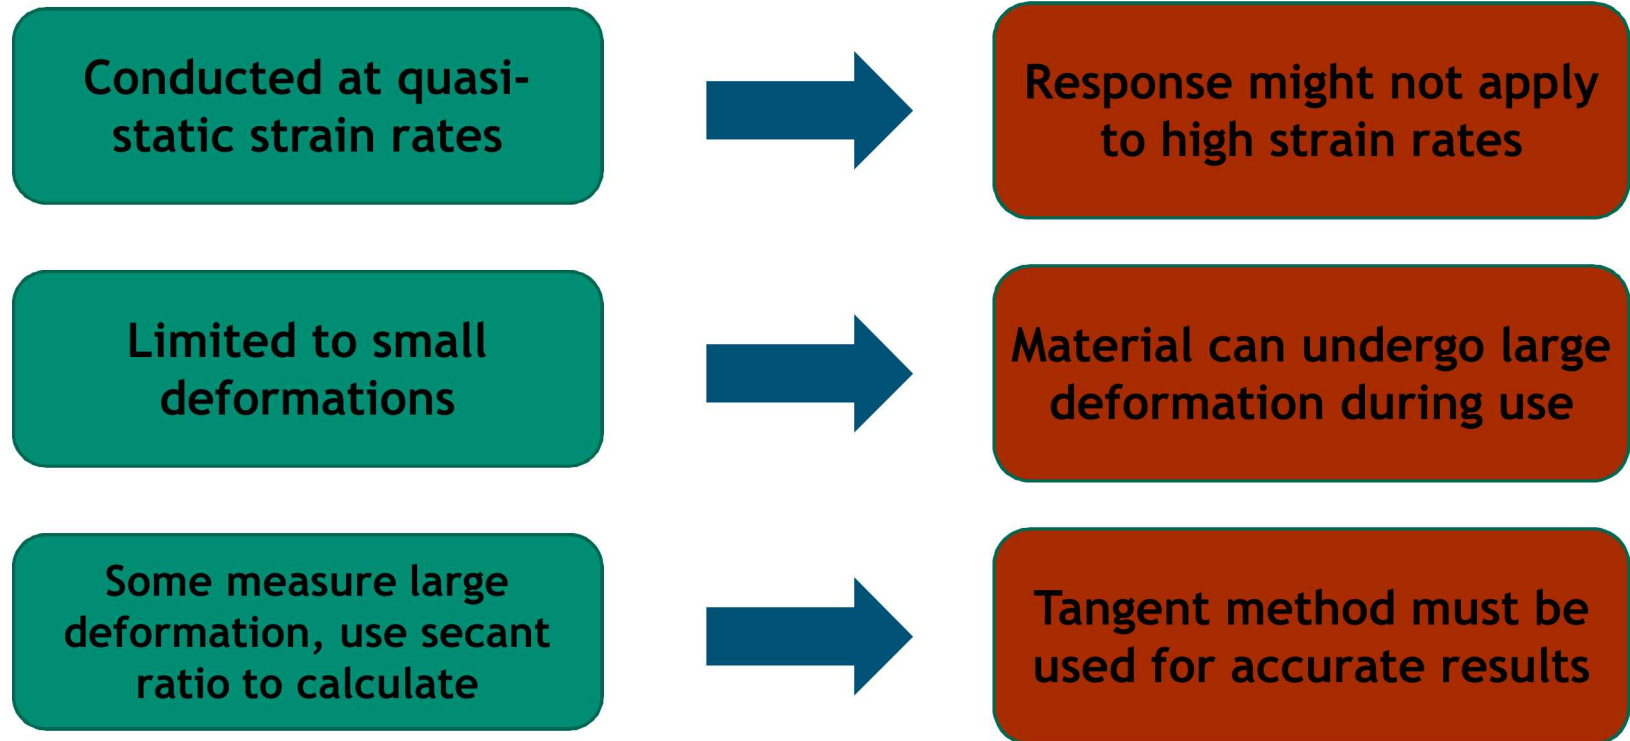 Conducted at quasi-
static strain rates
Response might not apply
to high strain rates
Limited to small
deformations
Material can undergo large
deformation during use
Some measure large
deformation, use secant
ratio to calculate
Tangent method must be
used for accurate results